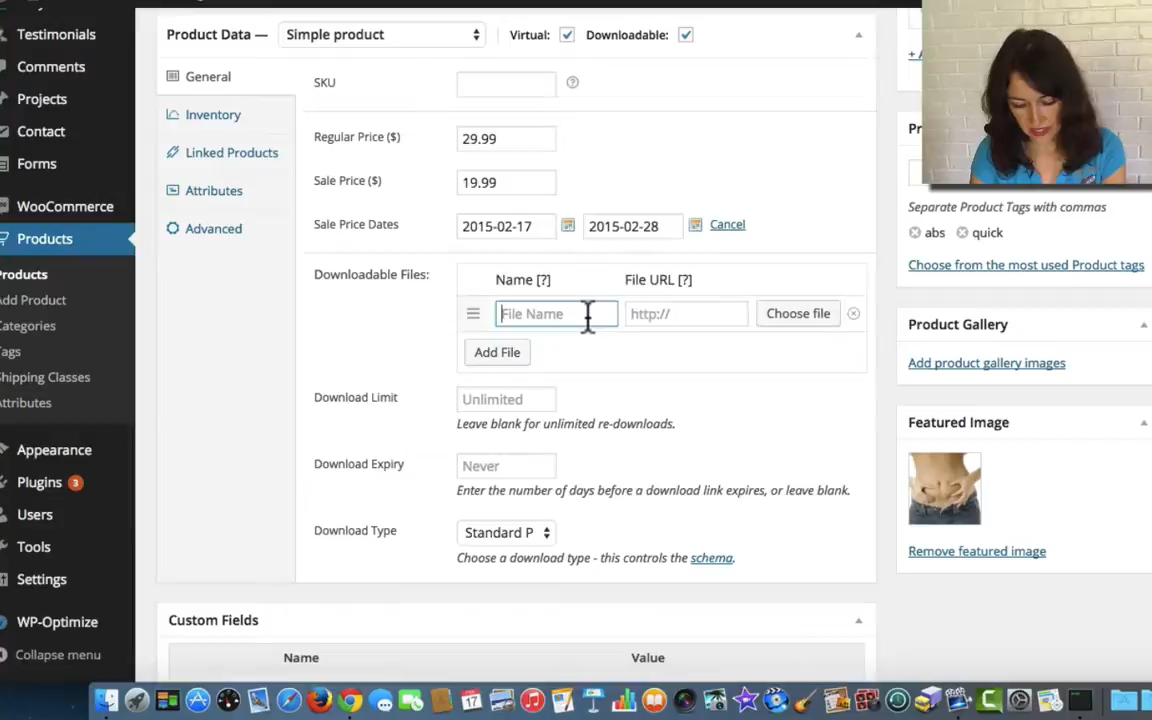 Testimonials
Comments
Projects
Contact
Forms
WooCommerce
Products
Products
Add Product
Categories
Tags
Shipping Classes
Attributes
Appearance
Plugins 3
Users
Tools
Settings
WP-Optimize
Collapse menu
Product Data — Simple product Virtual: Downloadable:
General
Inventory
Linked Products
Attributes
Advanced
SKU
Regular Price ($) 29.99
Sale Price ($) 19.99
Sale Price Dates 2015-02-17 2015-02-28 Cancel
Downloadable Files: Name [?] File URL [?]
File Name http:// Choose file
Add File
Download Limit Unlimited
Leave blank for unlimited re-downloads.
Download Expiry Never
Enter the number of days before a download link expires, or leave blank.
Download Type Standard P
Choose a download type - this controls the schema.
Custom Fields
Name Value
Separate Product Tags with commas
abs quick
Choose from the most used Product tags
Product Gallery
Add product gallery images
Featured Image
Remove featured image
17